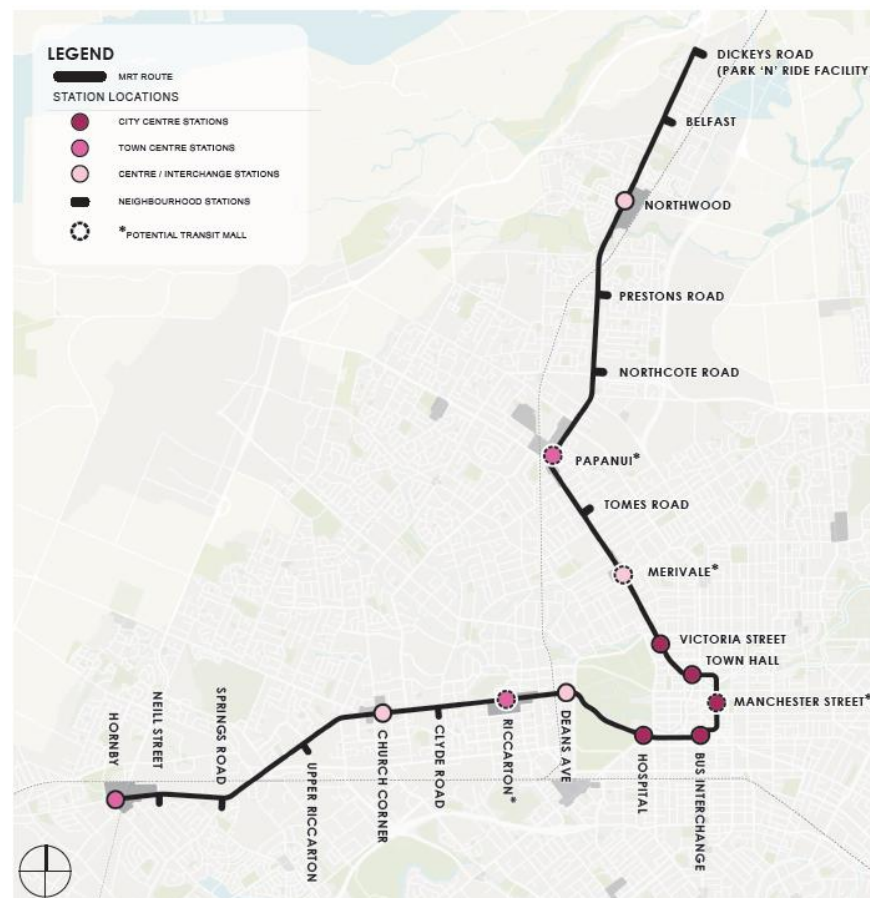 LEGEND
MRT ROUTE
STATION LOCATIONS
CITY CENTRE STATIONS
TOWN CENTRE STATIONS
CENTRE / INTERCHANGE STATIONS
NEIGHBOURHOOD STATIONS
*POTENTIAL TRANSIT MALL
DICKEYS ROAD
(PARK 'N' RIDE FACILITY)
BELFAST
NORTHWOOD
PRESTONS ROAD
NORTHCOTE ROAD
PAPANUI*
TOMES ROAD
MERIVALE*
VICTORIA STREET
TOWN HALL
MANCHESTER STREET*
HORNBY
NEILL STREET
SPRINGS ROAD
UPPER RICCARTON
CHURCH CORNER
CLYDE ROAD
RICCARTON*
DEANS AVE
HOSPITAL
BUS INTERCHANGE